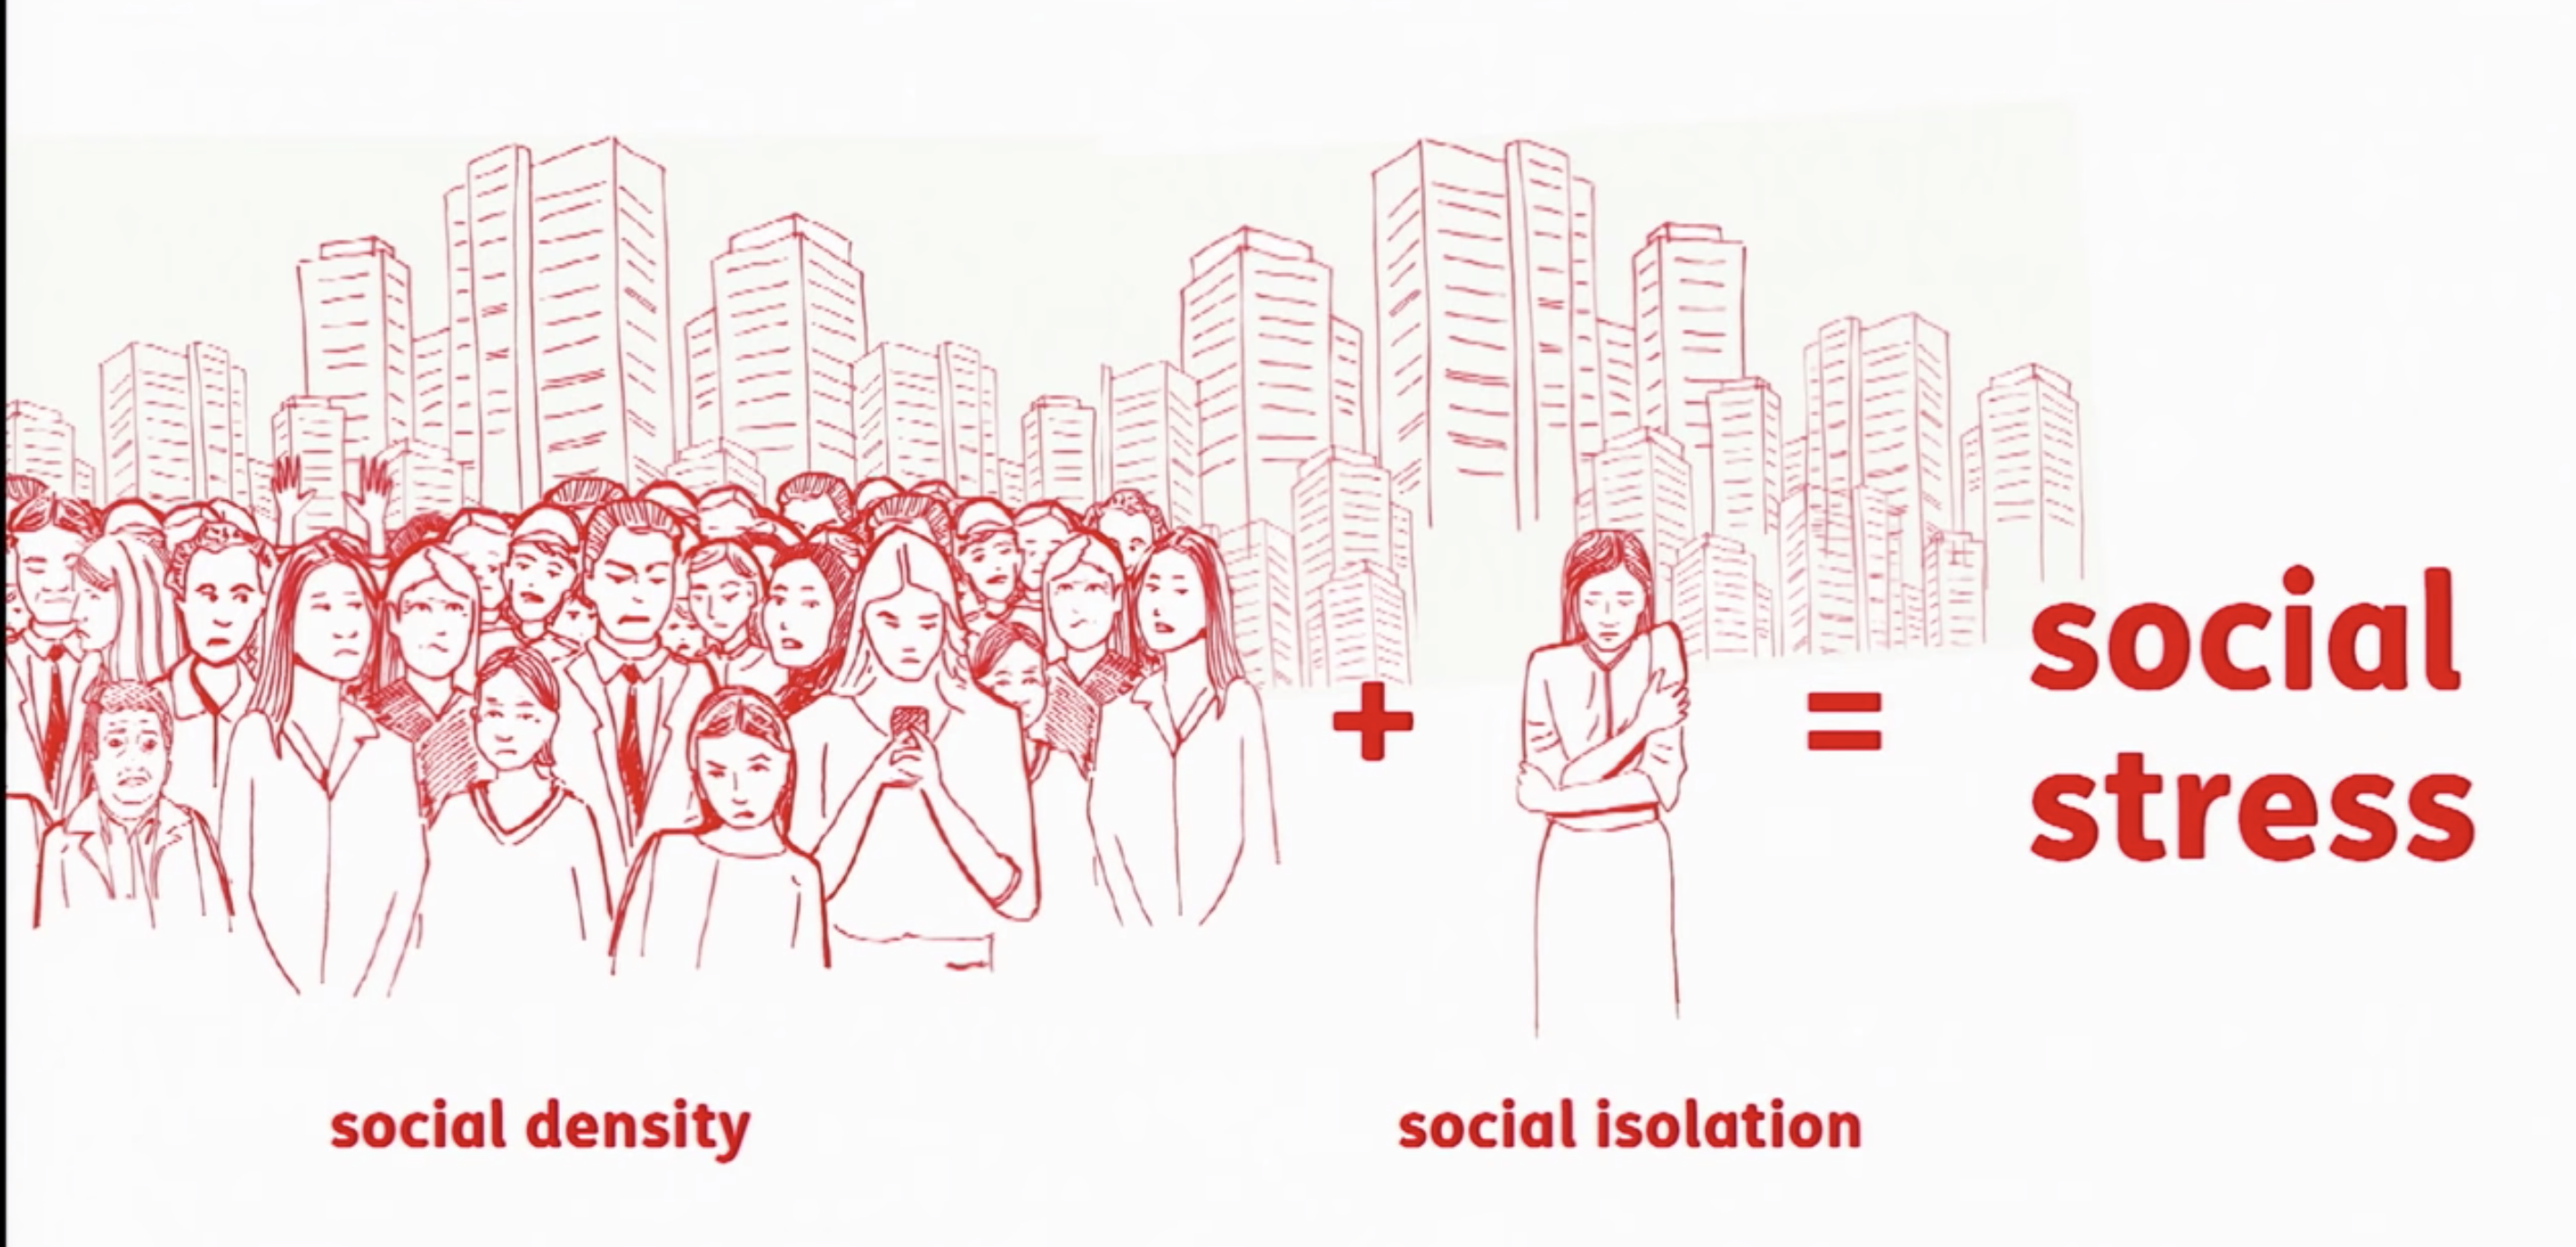 social density
+
social isolation
=
social
stress